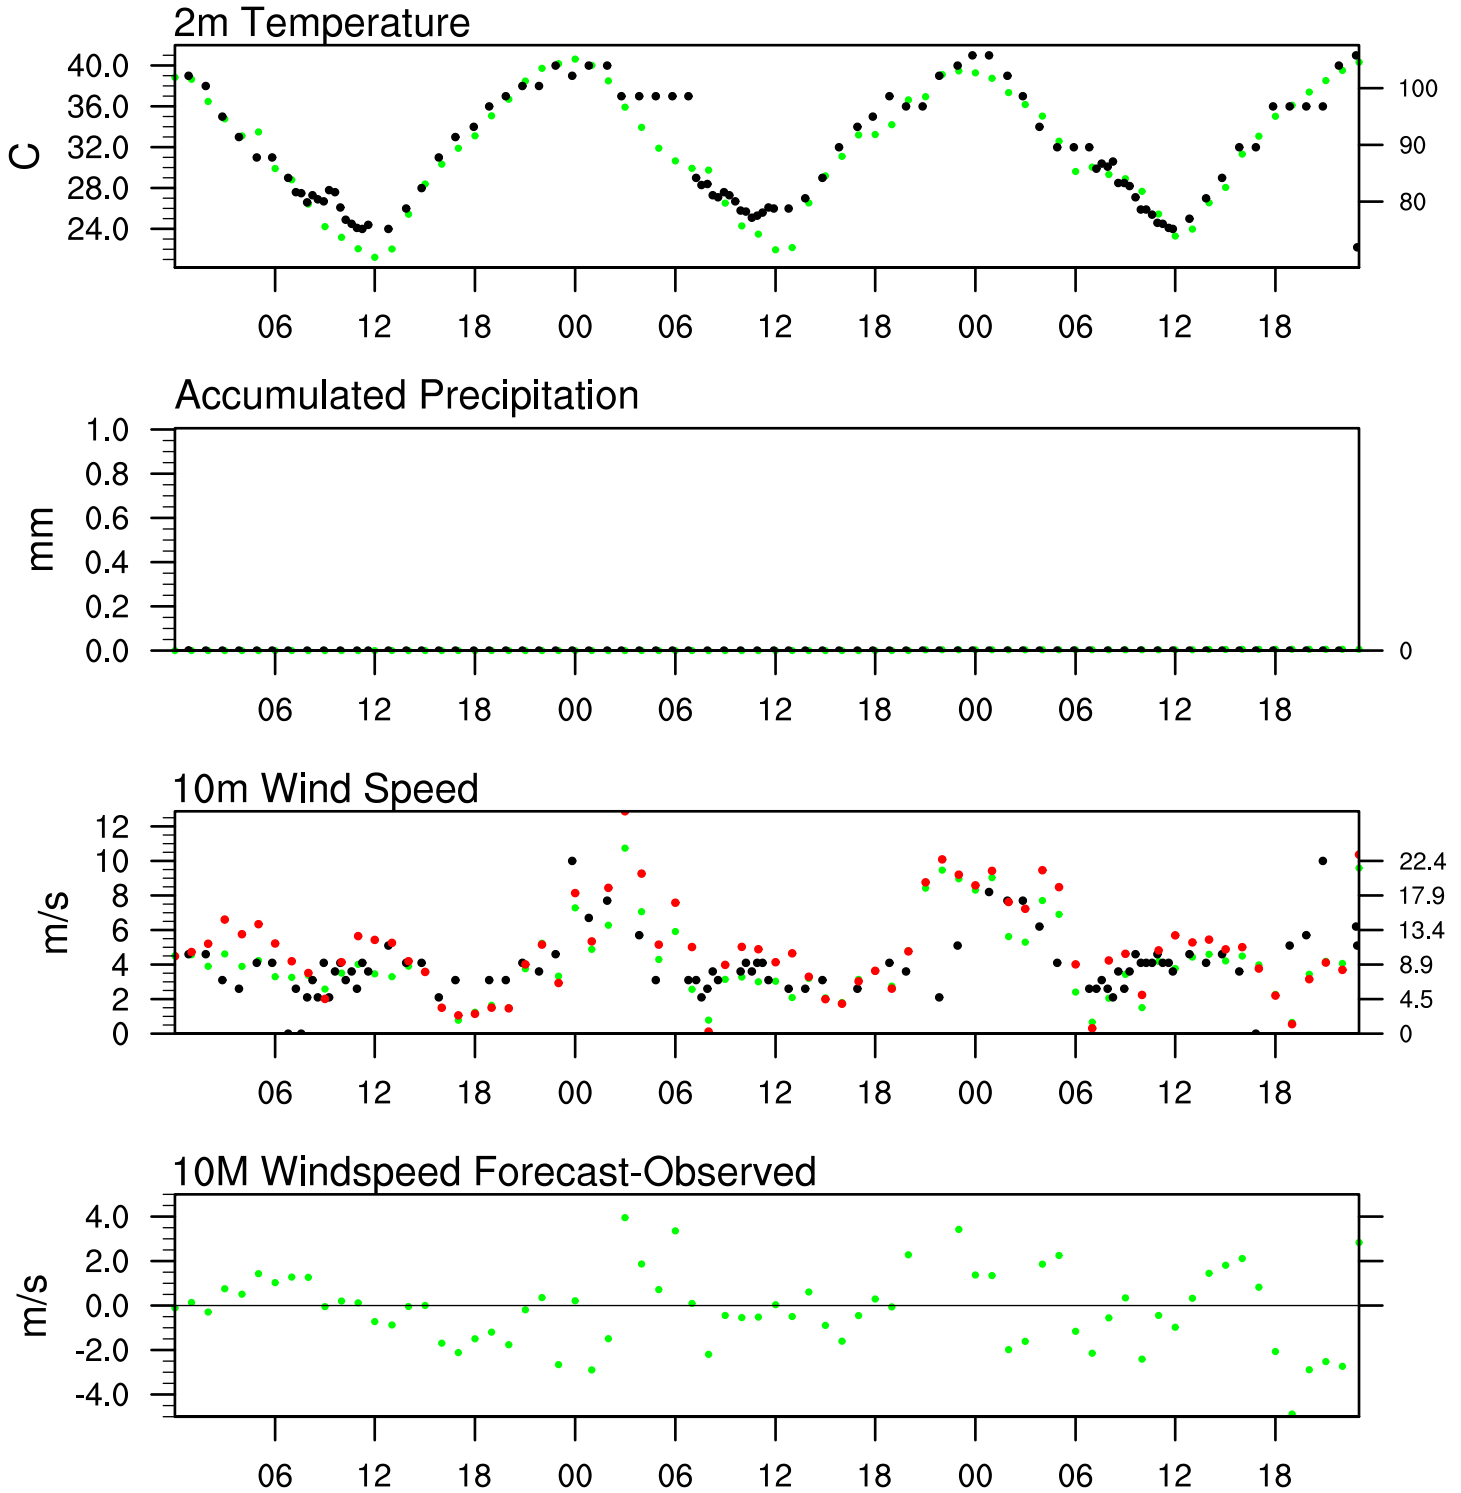 2m Temperature
40.0
36.0
32.0
28.0
24.0
C
100
90
80
06 12 18 00 06 12 18 00 06 12 18
Accumulated Precipitation
1.0
0.8
0.6
0.4
0.2
0.0
mm
0
06 12 18 00 06 12 18 00 06 12 18
10m Wind Speed
12
10
8
6
4
2
0
m/s
22.4
17.9
13.4
8.9
4.5
0
06 12 18 00 06 12 18 00 06 12 18
10M Windspeed Forecast-Observed
4.0
2.0
0.0
-2.0
-4.0
m/s
06 12 18 00 06 12 18 00 06 12 18